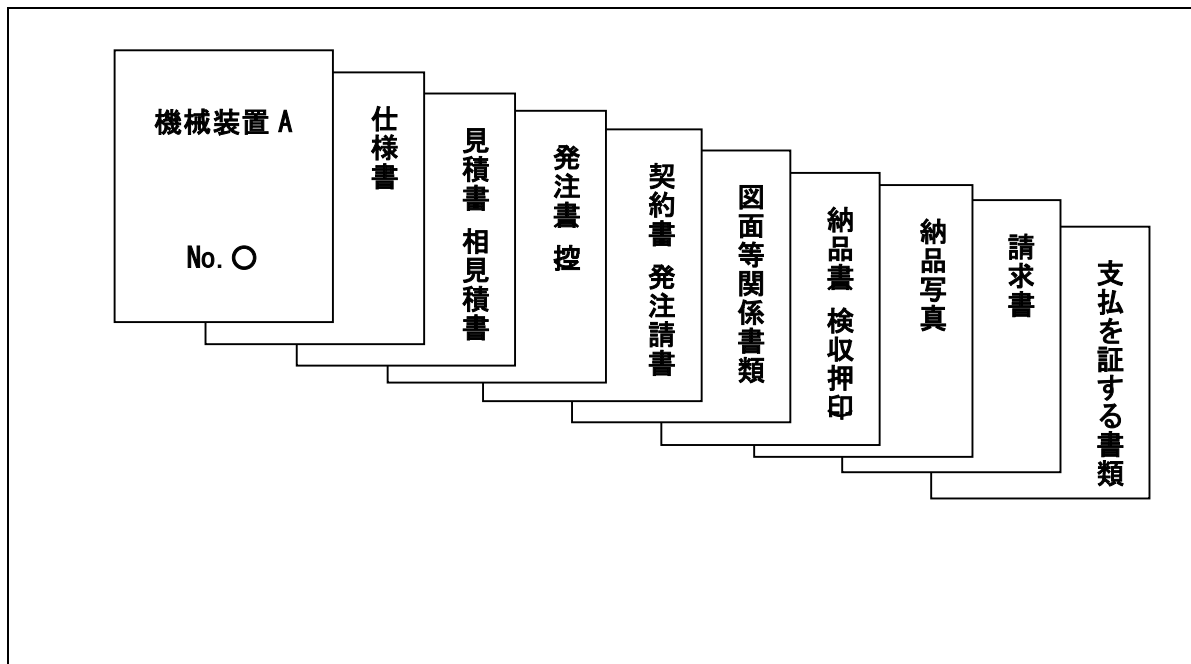 機械装置 A
No. ○
仕様書
見積書 相見積書
発注書 控
契約書 発注請書
図面等関係書類
納品書 検収押印
納品写真
請求書
支払を証する書類